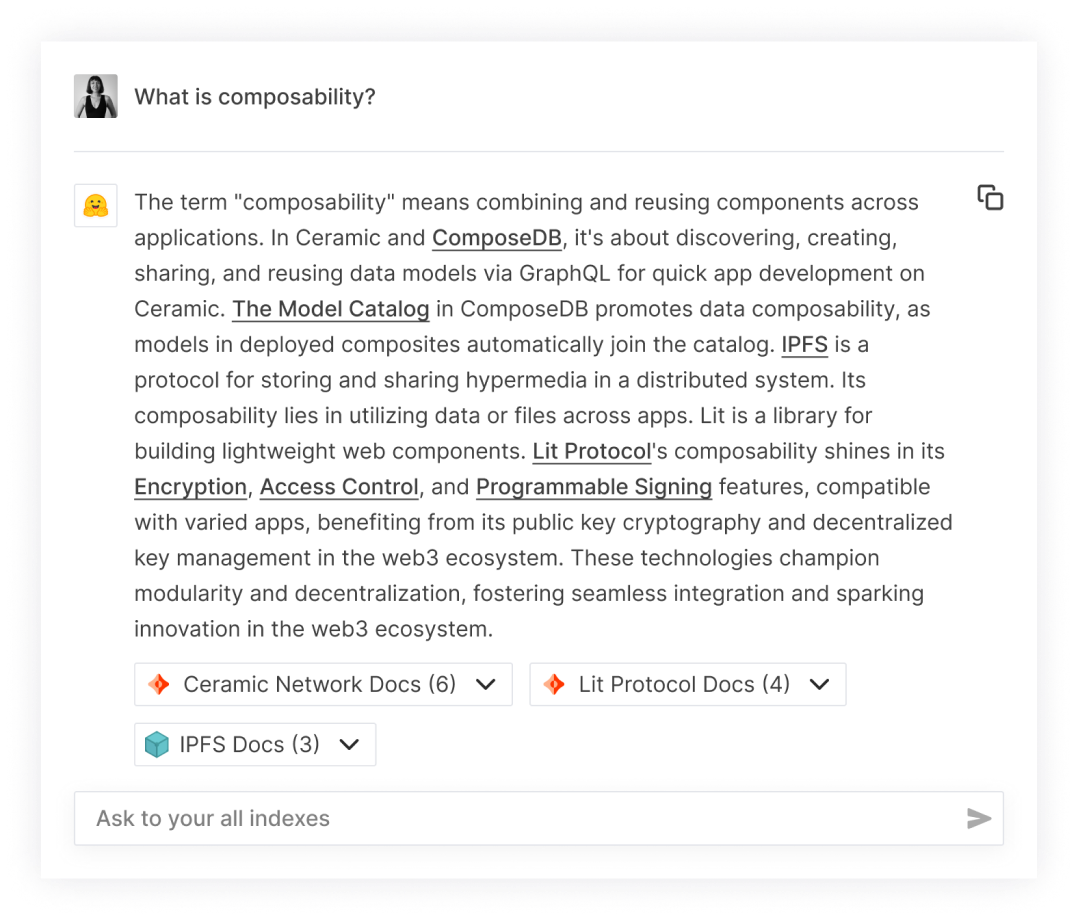 What is composability?
The term "composability" means combining and reusing components across
applications. In Ceramic and ComposeDB, it's about discovering, creating,
sharing, and reusing data models via GraphQL for quick app development on
Ceramic. The Model Catalog in ComposeDB promotes data composability, as
models in deployed composites automatically join the catalog. IPFS is a
protocol for storing and sharing hypermedia in a distributed system. Its
composability lies in utilizing data or files across apps. Lit is a library for
building lightweight web components. Lit Protocol's composability shines in its
Encryption, Access Control, and Programmable Signing features, compatible
with varied apps, benefiting from its public key cryptography and decentralized
key management in the web3 ecosystem. These technologies champion
modularity and decentralization, fostering seamless integration and sparking
innovation in the web3 ecosystem.
Ceramic Network Docs (6) Lit Protocol Docs (4)
IPFS Docs (3)
Ask to your all indexes